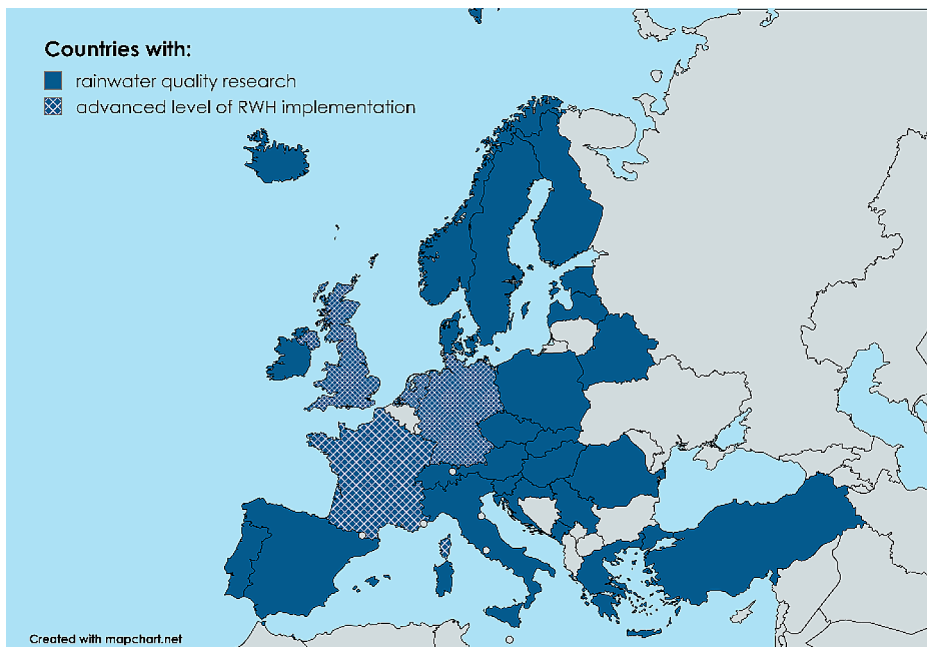 Countries with:
rainwater quality research
advanced level of RWH implementation
Created with mapchart.net